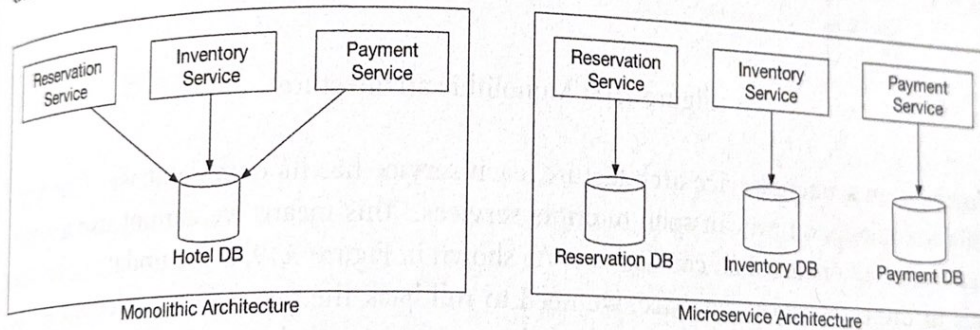 Reservation
Service
Inventory
Service
Payment
Service
Hotel DB
Monolithic Architecture
Reservation
Service
Inventory
Service
Payment
Service
Reservation DB
Inventory DB
Payment DB
Microservice Architecture